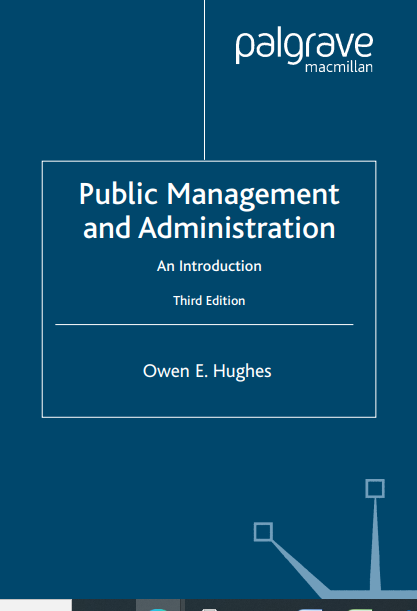 palgrave
macmillan
Public Management
and Administration
An Introduction
Third Edition
Owen E. Hughes